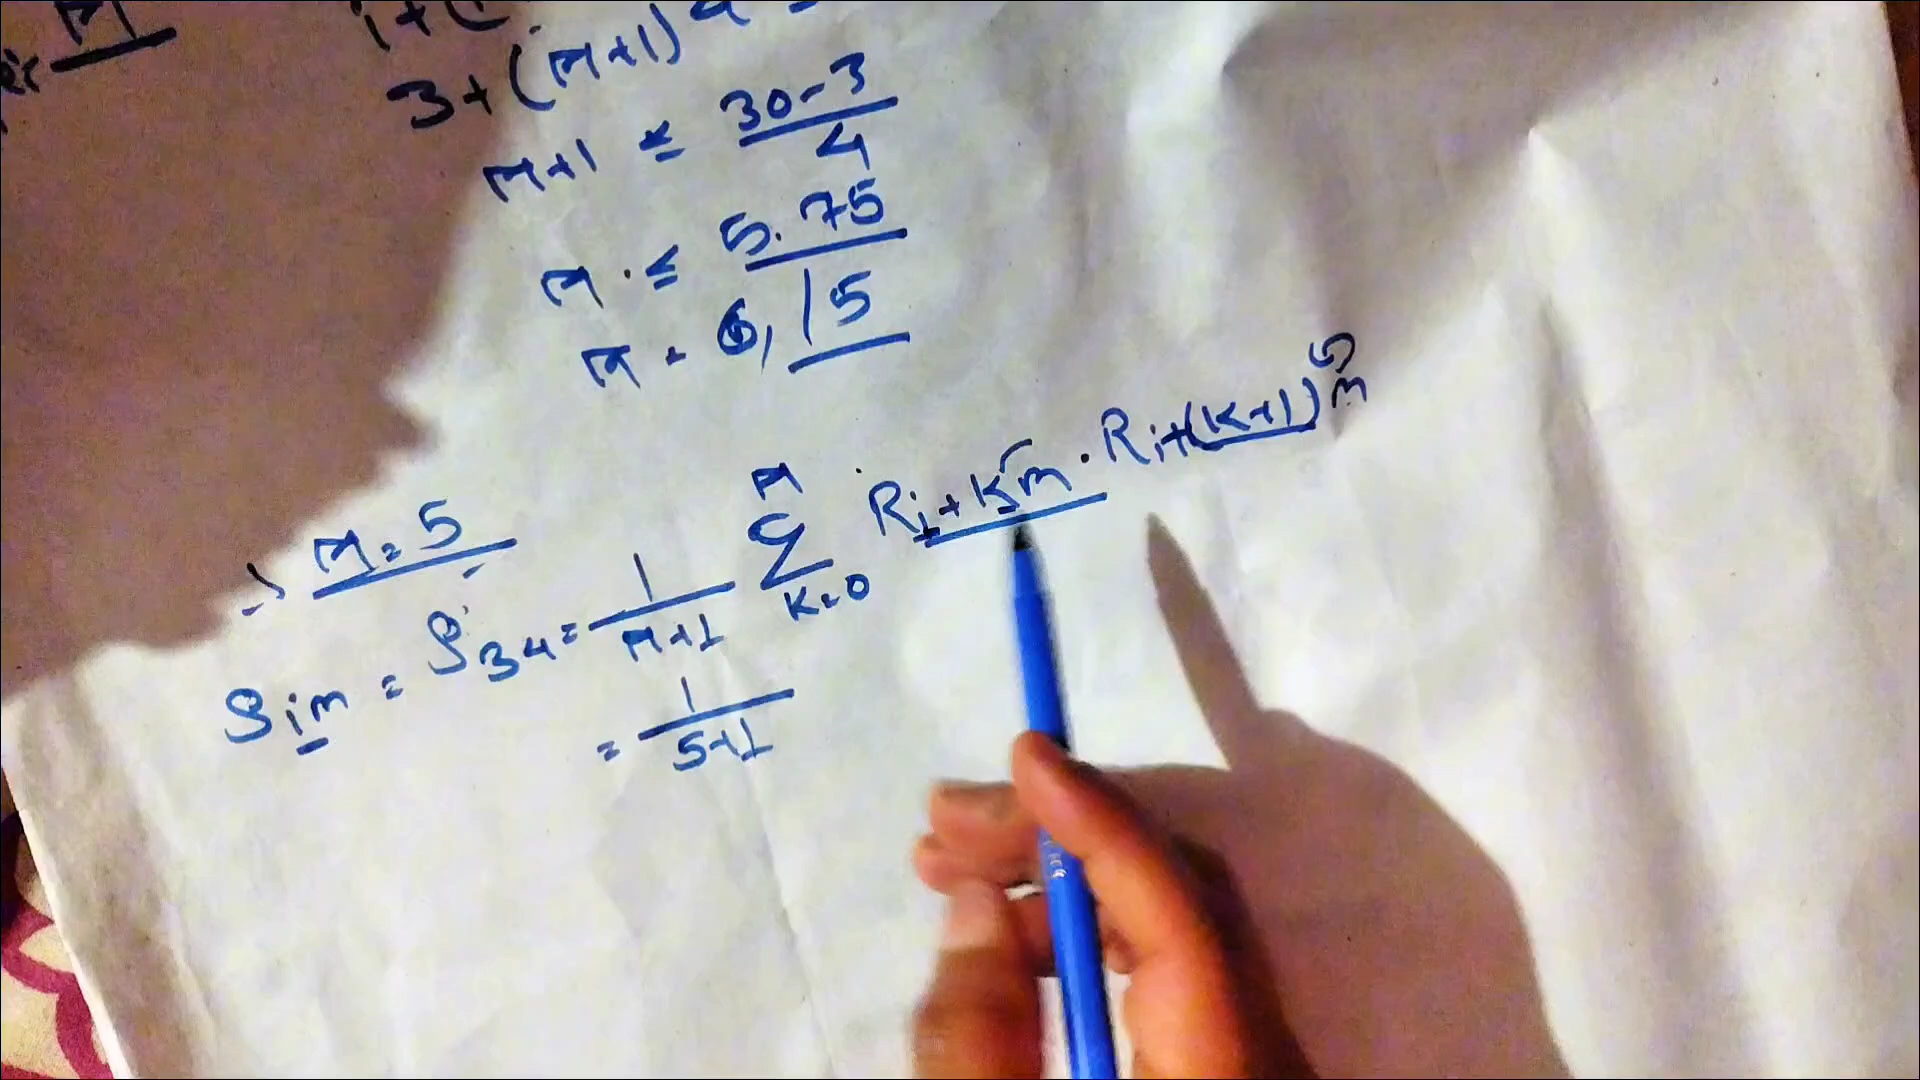 M
i+(
3+(M+1)4
M+1 ≤ 30-3/4
M ≤ 5.75
M = 6, | 5
→ M=5
ρim = ρ34 = 1/M+1 M Σ K=0 Ri+Km · Ri+(K+1)m
= 1/5+1